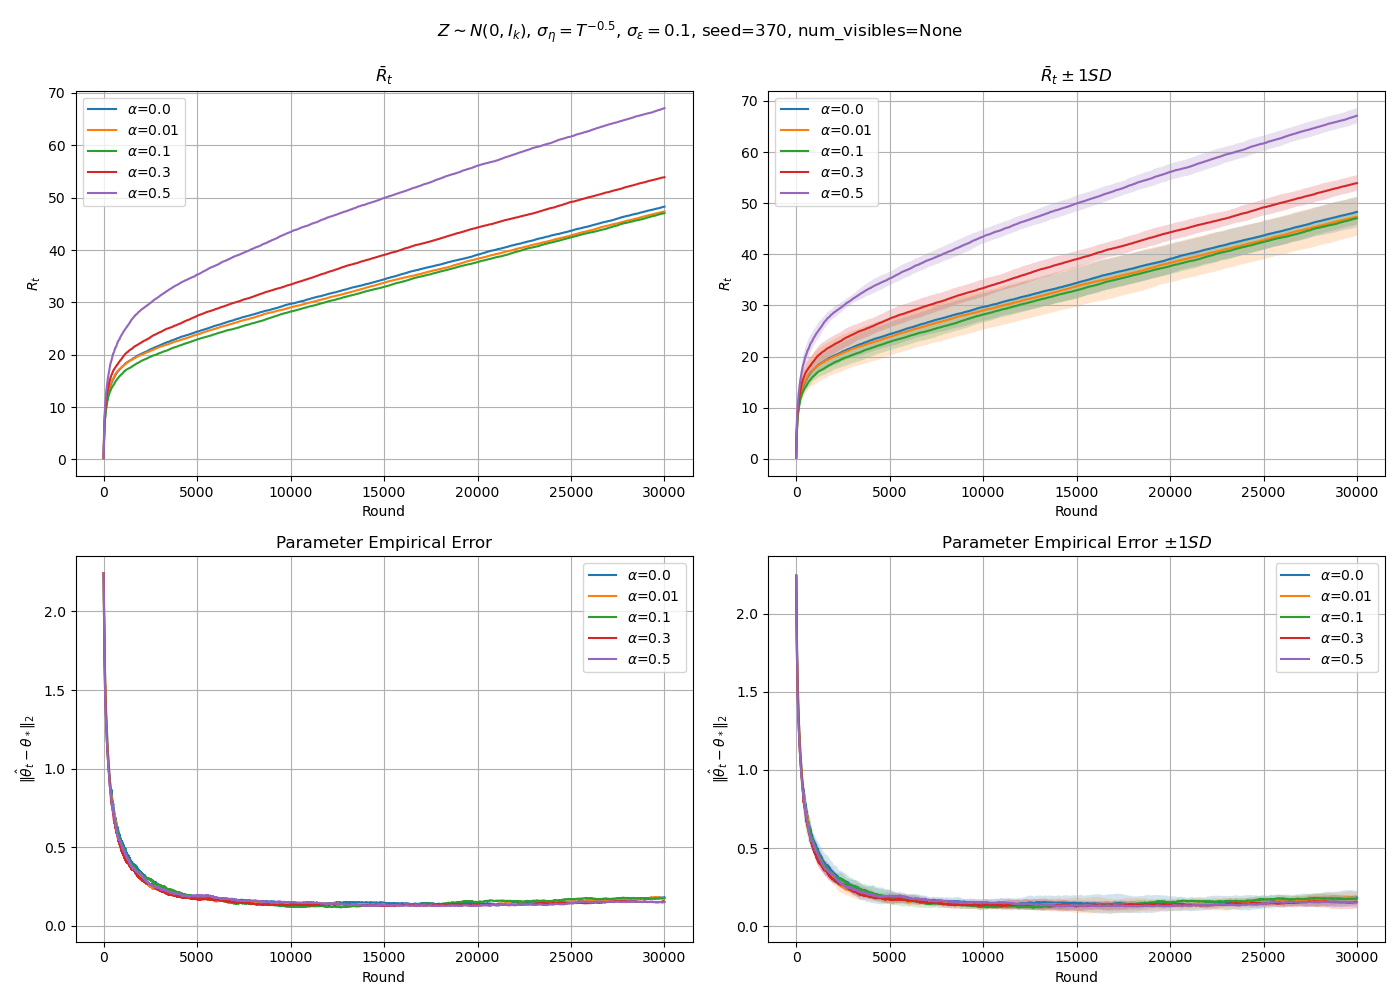 Z ∼ N(0, I_k), σ_η = T^{−0.5}, σ_ε = 0.1, seed=370, num_visibles=None
R̄_t
R̄_t ± 1SD
70
60
50
40
30
20
10
0
R_t
α=0.0
α=0.01
α=0.1
α=0.3
α=0.5
0 5000 10000 15000 20000 25000 30000
Round
70
60
50
40
30
20
10
0
R_t
α=0.0
α=0.01
α=0.1
α=0.3
α=0.5
0 5000 10000 15000 20000 25000 30000
Round
Parameter Empirical Error
2.0
1.5
1.0
0.5
0.0
‖θ̂_t − θ_*‖_2
α=0.0
α=0.01
α=0.1
α=0.3
α=0.5
0 5000 10000 15000 20000 25000 30000
Round
Parameter Empirical Error ±1SD
2.0
1.5
1.0
0.5
0.0
‖θ̂_t − θ_*‖_2
α=0.0
α=0.01
α=0.1
α=0.3
α=0.5
0 5000 10000 15000 20000 25000 30000
Round